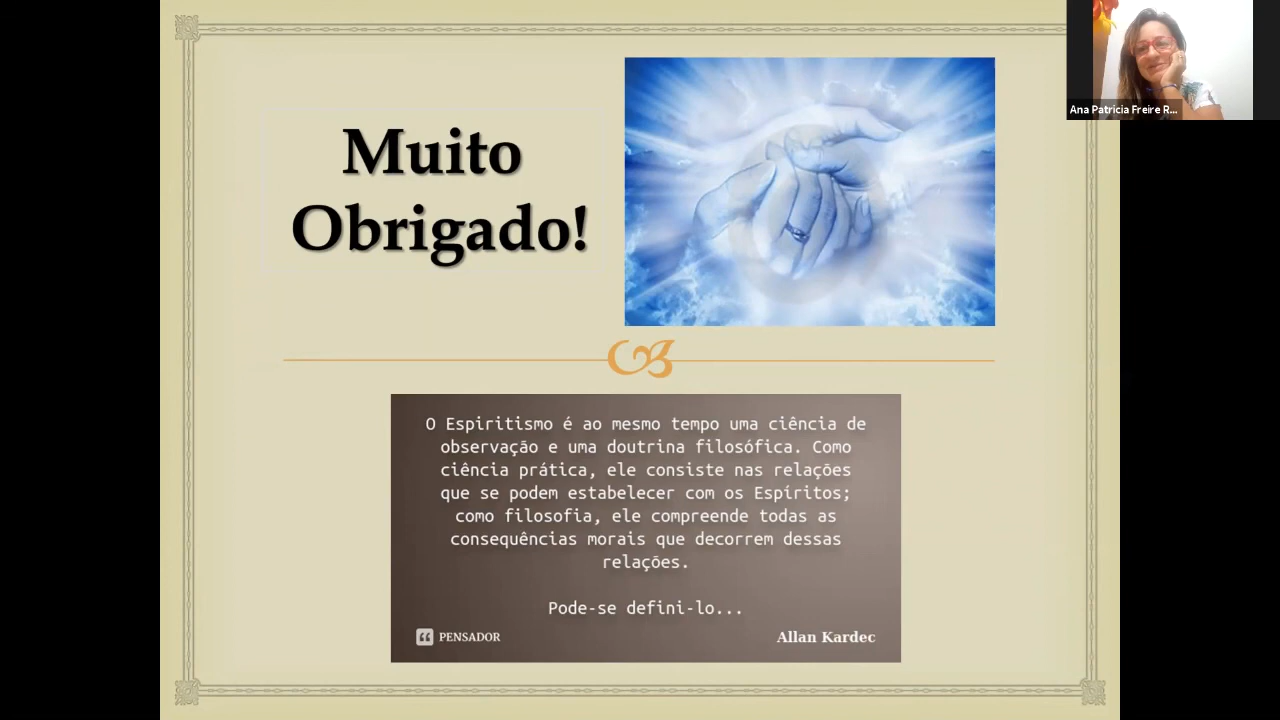 Muito
Obrigado!
Ana Patricia Freire R...
O Espiritismo é ao mesmo tempo uma ciência de
observação e uma doutrina filosófica. Como
ciência prática, ele consiste nas relações
que se podem estabelecer com os Espíritos;
como filosofia, ele compreende todas as
consequências morais que decorrem dessas
relações.
Pode-se defini-lo...
PENSADOR
Allan Kardec